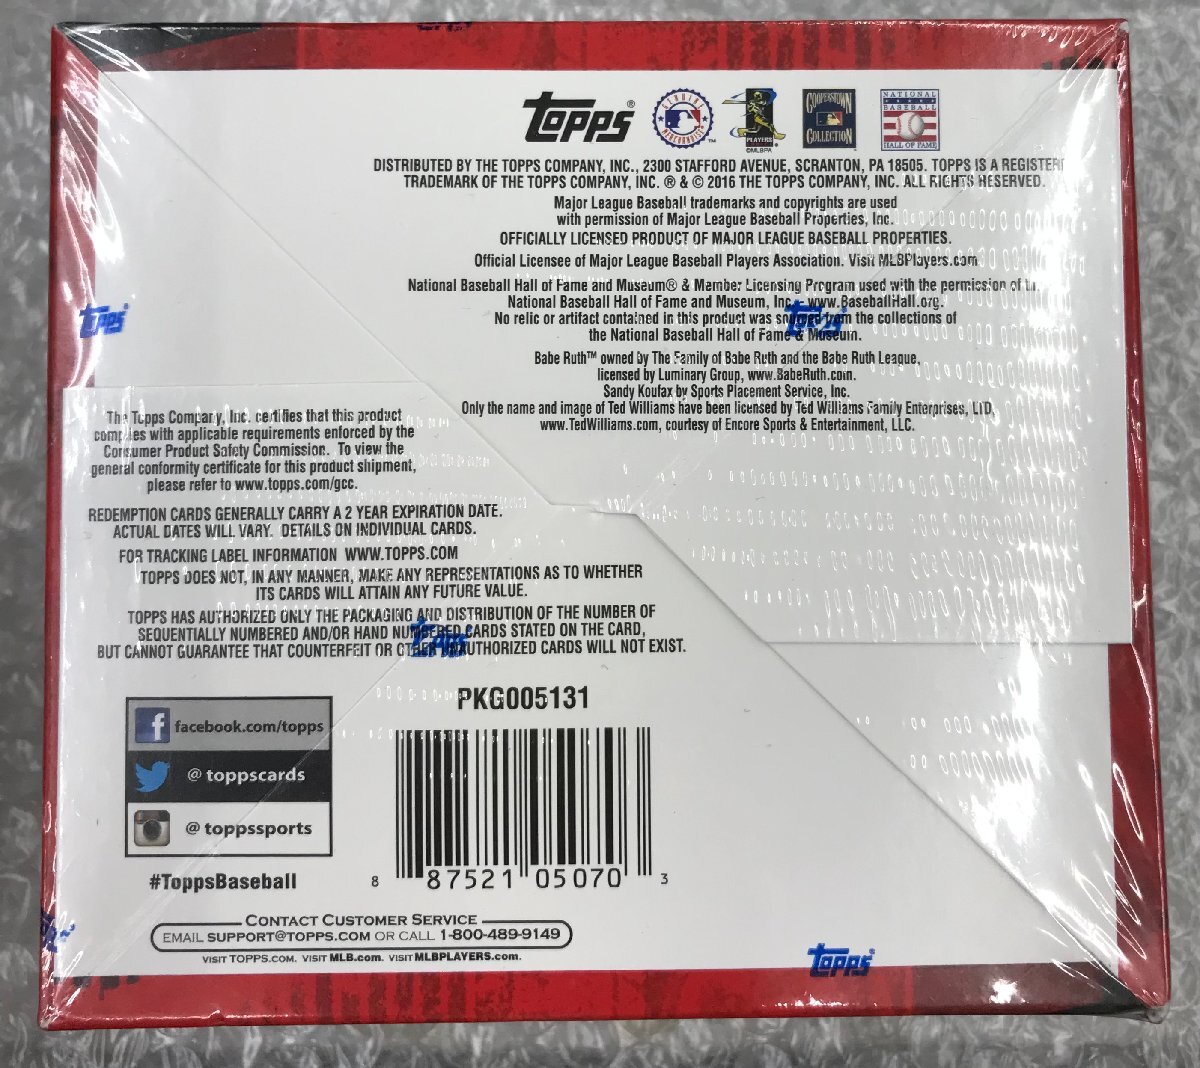 Topps®
GENUINE MERCHANDISE ™
PLAYERS
©MLBPA
COOPERSTOWN
COLLECTION
NATIONAL
BASEBALL
HALL OF FAME
DISTRIBUTED BY THE TOPPS COMPANY, INC., 2300 STAFFORD AVENUE, SCRANTON, PA 18505. TOPPS IS A REGISTER
TRADEMARK OF THE TOPPS COMPANY, INC. ® & © 2016 THE TOPPS COMPANY, INC. ALL RIGHTS RESERVED.
Major League Baseball trademarks and copyrights are used
with permission of Major League Baseball Properties, Inc.
OFFICIALLY LICENSED PRODUCT OF MAJOR LEAGUE BASEBALL PROPERTIES.
Official Licensee of Major League Baseball Players Association. Visit MLBPlayers.com
National Baseball Hall of Fame and Museum® & Member Licensing Program used with the permission of
National Baseball Hall of Fame and Museum, Inc. - www.BaseballHall.org.
No relic or artifact contained in this product was sourced from the collections of
the National Baseball Hall of Fame & Museum.
Babe Ruth™ owned by The Family of Babe Ruth and the Babe Ruth League,
licensed by Luminary Group, www.BabeRuth.com.
Sandy Koufax by Sports Placement Service, Inc.
Only the name and image of Ted Williams have been licensed by Ted Williams Family Enterprises, LTD,
www.TedWilliams.com, courtesy of Encore Sports & Entertainment, LLC.
Topps
Topps
The Topps Company, Inc. certifies that this product
complies with applicable requirements enforced by the
Consumer Product Safety Commission. To view the
general conformity certificate for this product shipment,
please refer to www.topps.com/gcc.
REDEMPTION CARDS GENERALLY CARRY A 2 YEAR EXPIRATION DATE.
ACTUAL DATES WILL VARY. DETAILS ON INDIVIDUAL CARDS.
FOR TRACKING LABEL INFORMATION WWW.TOPPS.COM
TOPPS DOES NOT, IN ANY MANNER, MAKE ANY REPRESENTATIONS AS TO WHETHER
ITS CARDS WILL ATTAIN ANY FUTURE VALUE.
TOPPS HAS AUTHORIZED ONLY THE PACKAGING AND DISTRIBUTION OF THE NUMBER OF
SEQUENTIALLY NUMBERED AND/OR HAND NUMBERED CARDS STATED ON THE CARD,
BUT CANNOT GUARANTEE THAT COUNTERFEIT OR OTHER UNAUTHORIZED CARDS WILL NOT EXIST.
Topps
PKG005131
facebook.com/topps
@ toppscards
@ toppssports
#ToppsBaseball
8 87521 05070 3
CONTACT CUSTOMER SERVICE
EMAIL SUPPORT@TOPPS.COM OR CALL 1-800-489-9149
VISIT TOPPS.COM. VISIT MLB.com. VISIT MLBPLAYERS.com.
Topps